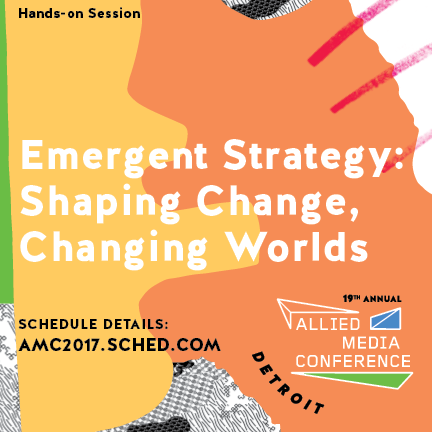 Hands-on Session
Emergent Strategy:
Shaping Change,
Changing Worlds
SCHEDULE DETAILS:
AMC2017.SCHED.COM
19TH ANNUAL
ALLIED
MEDIA
CONFERENCE
DETROIT